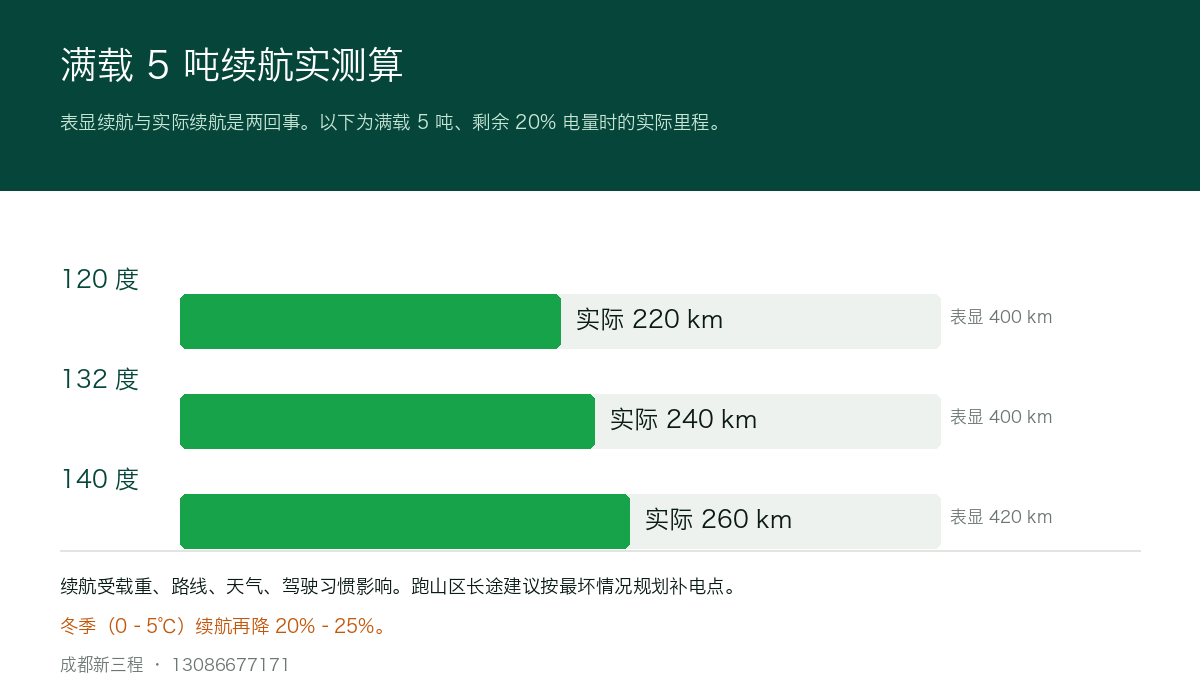 满载 5 吨续航实测算
表显续航与实际续航是两回事。以下为满载 5 吨、剩余 20% 电量时的实际里程。
120 度
实际 220 km
表显 400 km
132 度
实际 240 km
表显 400 km
140 度
实际 260 km
表显 420 km
续航受载重、路线、天气、驾驶习惯影响。跑山区长途建议按最坏情况规划补电点。
冬季（0 - 5℃）续航再降 20% - 25%。
成都新三程 · 13086677171